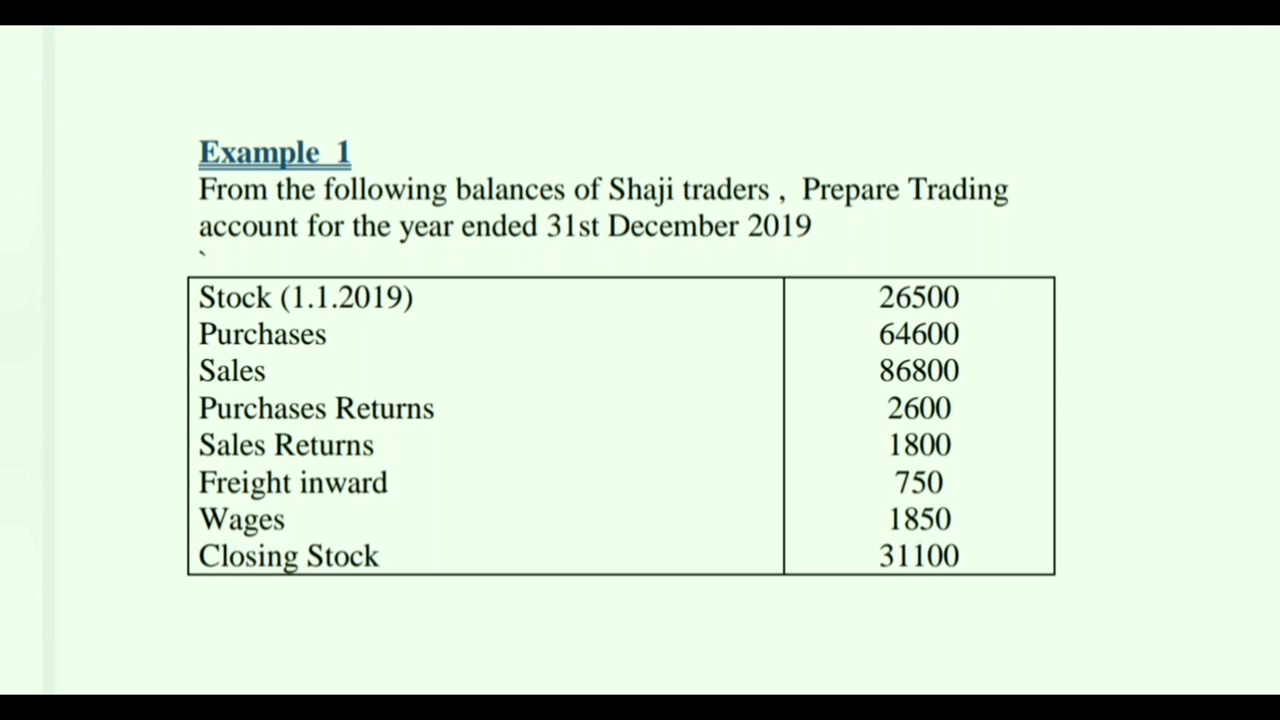 Example 1
From the following balances of Shaji traders , Prepare Trading
account for the year ended 31st December 2019
`
Stock (1.1.2019) 26500
Purchases 64600
Sales 86800
Purchases Returns 2600
Sales Returns 1800
Freight inward 750
Wages 1850
Closing Stock 31100